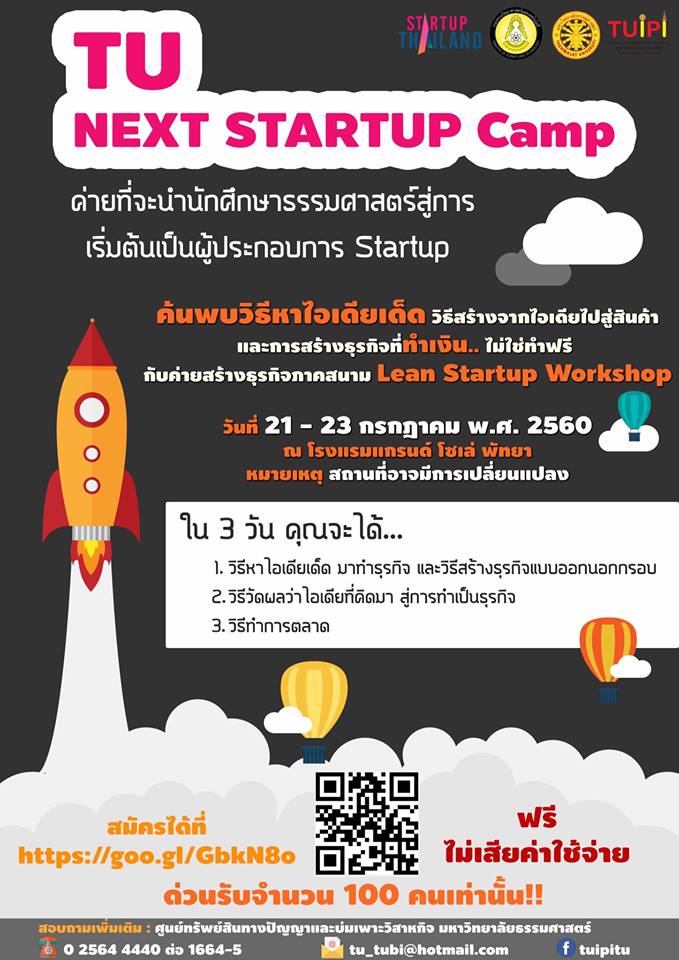 STARTUP
THAILAND
TUIPI
TU
NEXT STARTUP Camp
ค่ายที่จะนำนักศึกษาธรรมศาสตร์สู่การ
เริ่มต้นเป็นผู้ประกอบการ Startup
ค้นพบวิธีหาไอเดียเด็ด วิธีสร้างจากไอเดียไปสู่สินค้า
และการสร้างธุรกิจที่ทำเงิน.. ไม่ใช่ทำฟรี
กับค่ายสร้างธุรกิจภาคสนาม Lean Startup Workshop
วันที่ 21 - 23 กรกฎาคม พ.ศ. 2560
ณ โรงแรมแกรนด์ โซเล่ พัทยา
หมายเหตุ สถานที่อาจมีการเปลี่ยนแปลง
ใน 3 วัน คุณจะได้...
1. วิธีหาไอเดียเด็ด มาทำธุรกิจ และวิธีสร้างธุรกิจแบบออกนอกกรอบ
2. วิธีวัดผลว่าไอเดียที่คิดมา สู่การทำเป็นธุรกิจ
3. วิธีทำการตลาด
สมัครได้ที่
https://goo.gl/GbkN8o
ฟรี
ไม่เสียค่าใช้จ่าย
ด่วนรับจำนวน 100 คนเท่านั้น!!
สอบถามเพิ่มเติม : ศูนย์ทรัพย์สินทางปัญญาและบ่มเพาะวิสาหกิจ มหาวิทยาลัยธรรมศาสตร์
0 2564 4440 ต่อ 1664-5
tu_tubi@hotmail.com
tuipitu